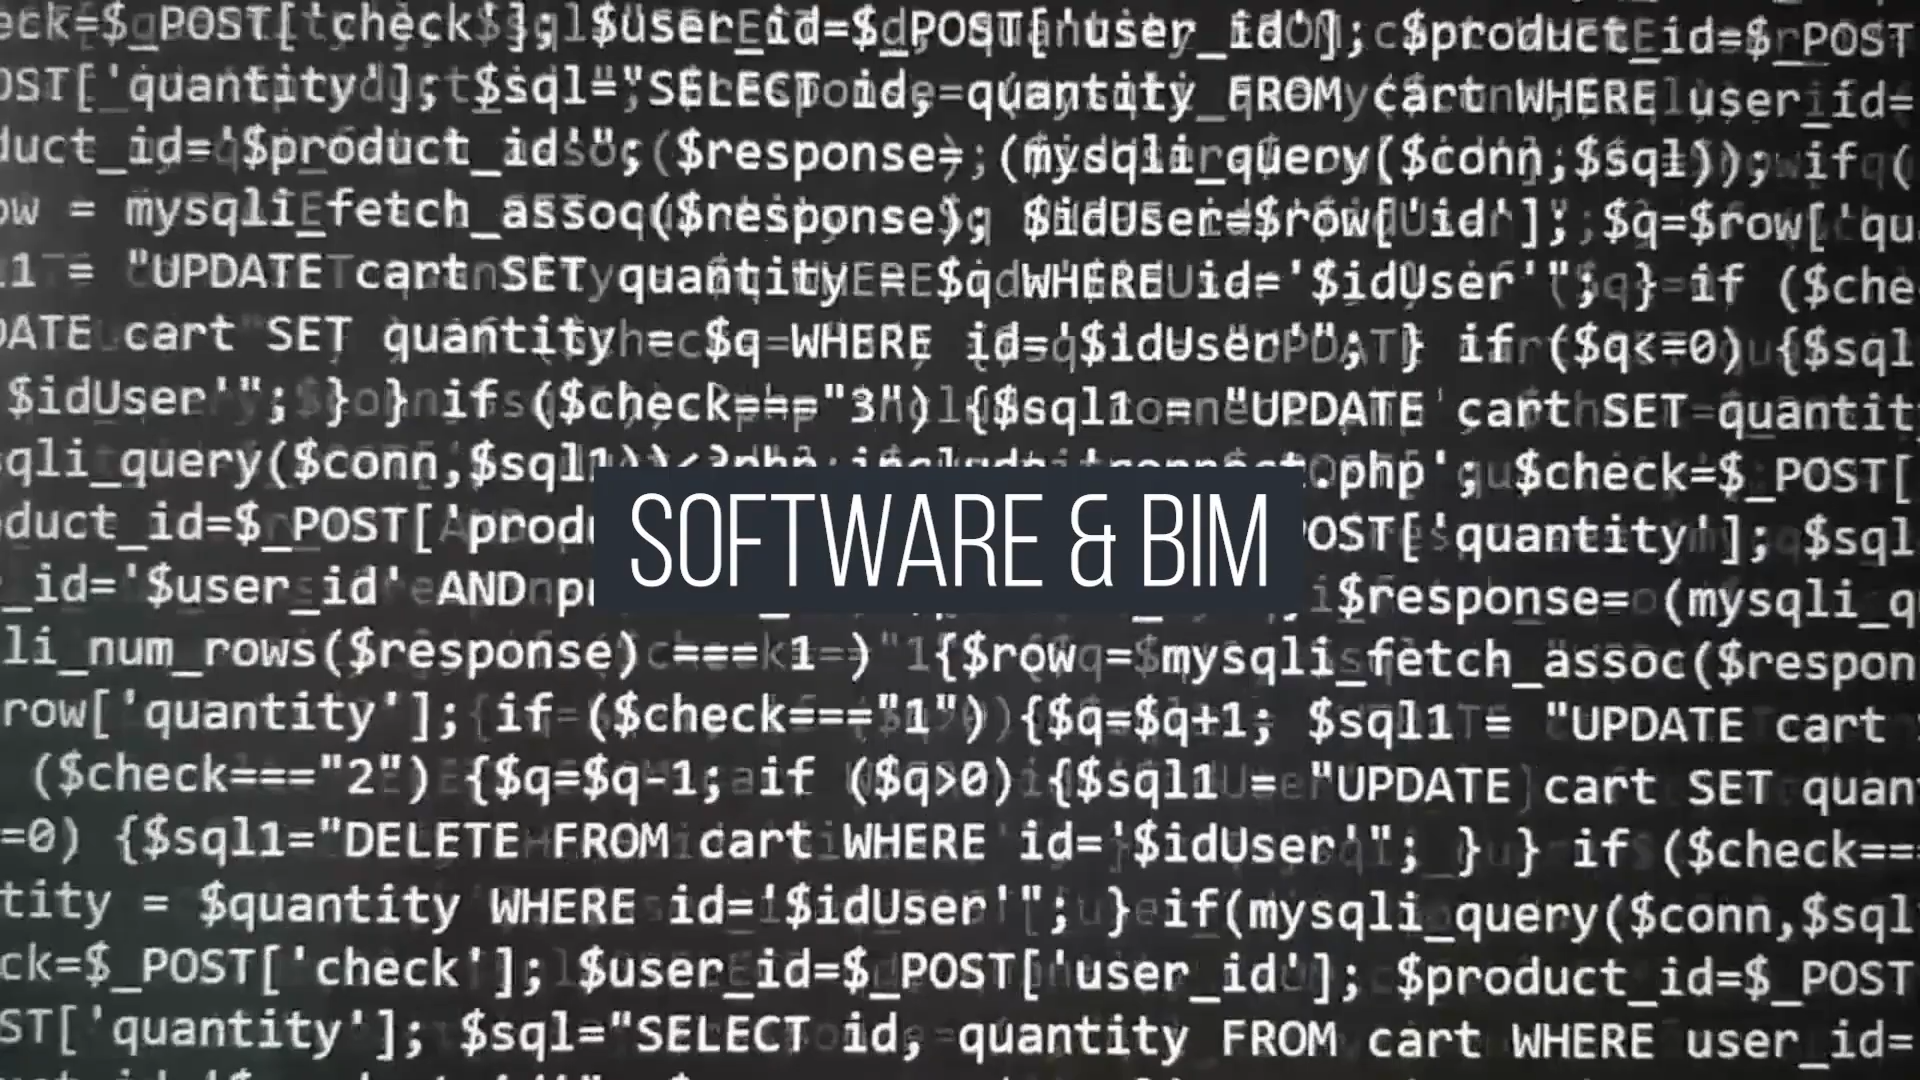 eck=$_POST['check']; $user_id=$_POST['user_id']; $product_id=$_POST
OST['quantity']; $sql="SELECT id, quantity FROM cart WHERE user_id=
duct_id='$product_id'"; $response= (mysqli_query($conn,$sql)); if (
ow = mysqli_fetch_assoc($response); $idUser=$row['id']; $q=$row['qu
l1 = "UPDATE cart SET quantity = $q WHERE id='$idUser'"; } if ($che
DATE cart SET quantity = $q WHERE id='$idUser'"; } if ($q<=0) {$sql
$idUser'"; } } if ($check==="3") {$sql1 = "UPDATE cart SET quantit
qli_query($conn,$sql1))<?php include 'connect.php'; $check=$_POST[
duct_id=$_POST['produ
SOFTWARE & BIM
OST['quantity']; $sql
_id='$user_id' AND p
$response= (mysqli_q
li_num_rows($response) === 1 ) {$row = mysqli_fetch_assoc($respon
row['quantity']; if ($check==="1") {$q=$q+1; $sql1 = "UPDATE cart
($check==="2") {$q=$q-1; if ($q>0) {$sql1 = "UPDATE cart SET quan
=0) {$sql1="DELETE FROM cart WHERE id='$idUser'"; } } if ($check==
tity = $quantity WHERE id='$idUser'"; } if(mysqli_query($conn,$sql
ck=$_POST['check']; $user_id=$_POST['user_id']; $product_id=$_POST
ST['quantity']; $sql="SELECT id, quantity FROM cart WHERE user_id=